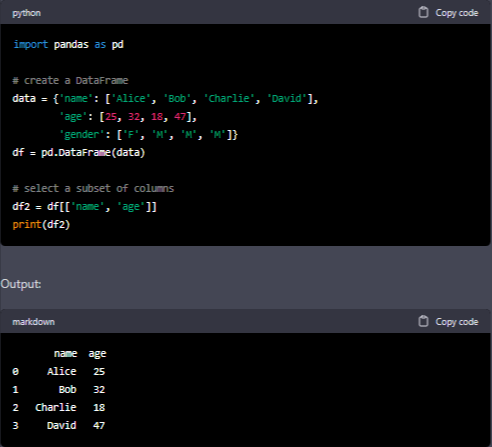 python Copy code
import pandas as pd
# create a DataFrame
data = {'name': ['Alice', 'Bob', 'Charlie', 'David'],
        'age': [25, 32, 18, 47],
        'gender': ['F', 'M', 'M', 'M']}
df = pd.DataFrame(data)
# select a subset of columns
df2 = df[['name', 'age']]
print(df2)
Output:
markdown Copy code
      name  age
0    Alice   25
1      Bob   32
2  Charlie   18
3    David   47